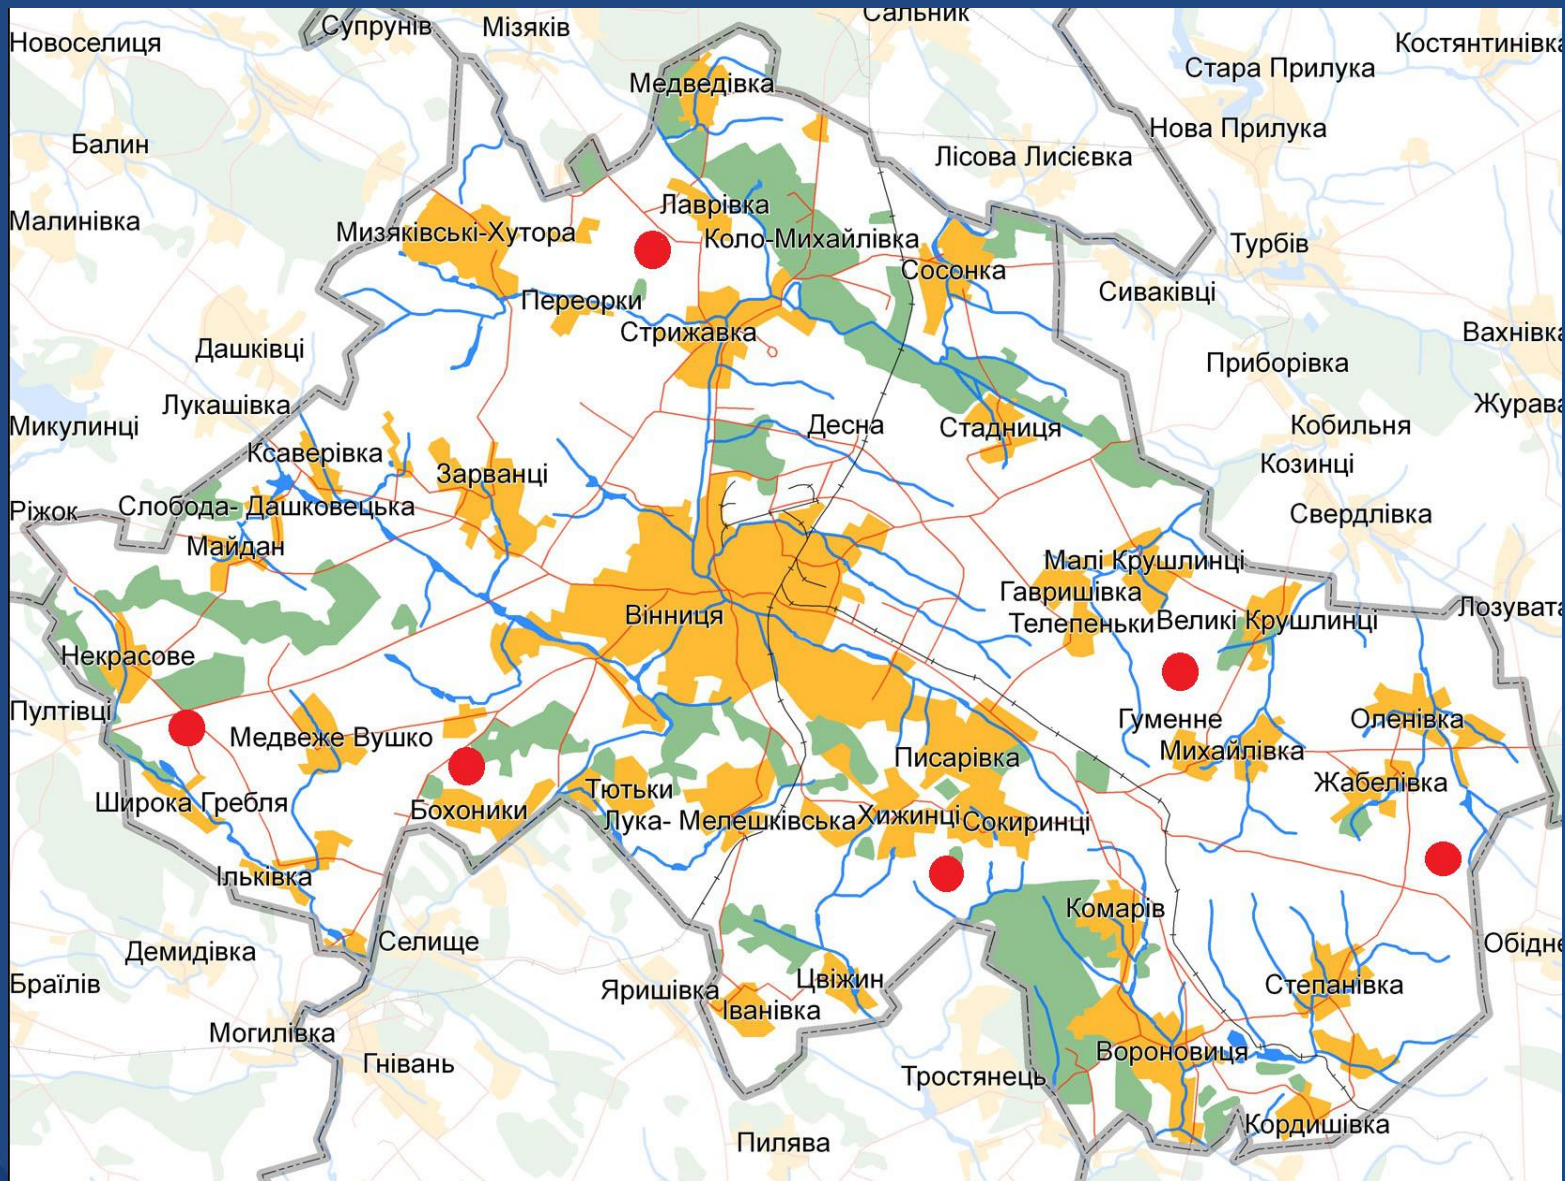 Супрунів
Мізяків
Сальник
Новоселиця
Костянтинівка
Стара Прилука
Медведівка
Нова Прилука
Балин
Лісова Лисієвка
Малинівка
Лаврівка
Мизяківські-Хутора
Коло-Михайлівка
Турбів
Сосонка
Сиваківці
Переорки
Стрижавка
Вахнівка
Дашківці
Приборівка
Лукашівка
Журава
Микулинці
Десна
Стадниця
Кобильня
Ксаверівка
Козинці
Зарванці
Ріжок
Слобода- Дашковецька
Свердлівка
Майдан
Малі Крушлинці
Гавришівка
Лозувата
Вінниця
Телепеньки
Великі Крушлинці
Некрасове
Пултівці
Гуменне
Оленівка
Медвеже Вушко
Михайлівка
Писарівка
Жабелівка
Тютьки
Широка Гребля
Бохоники
Лука- Мелешківська
Хижинці
Сокиринці
Ільківка
Комарів
Селище
Обідне
Демидівка
Цвіжин
Степанівка
Браїлів
Яришівка
Іванівка
Могилівка
Вороновиця
Гнівань
Тростянець
Кордишівка
Пилява